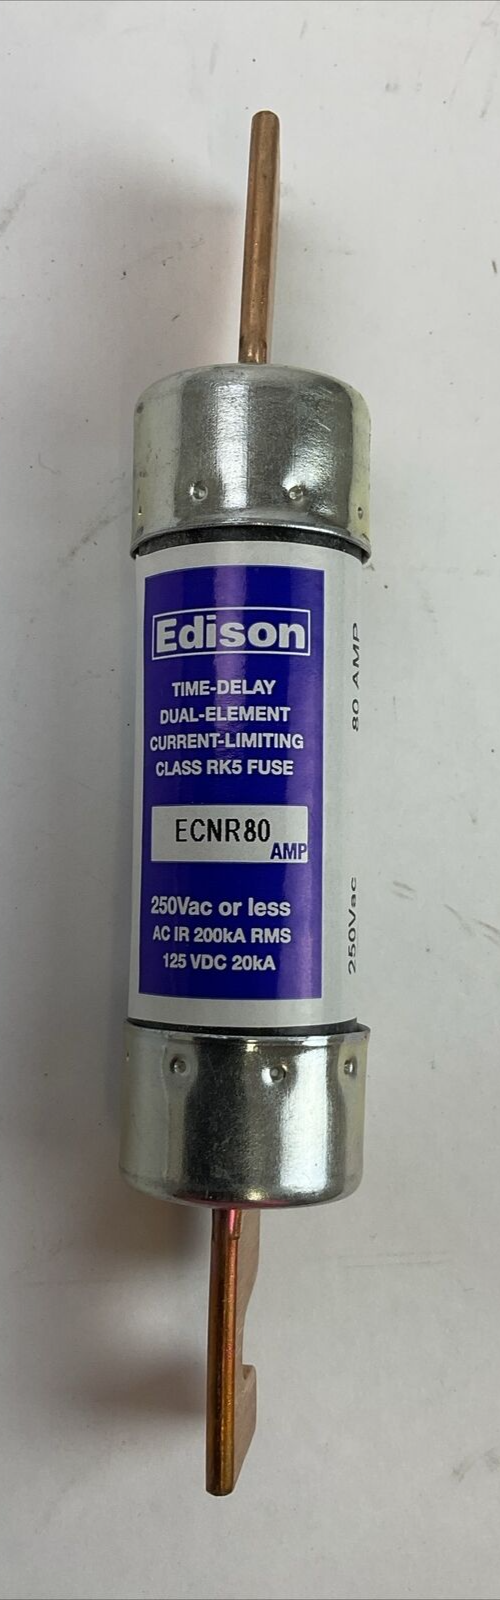 Edison
TIME-DELAY
DUAL-ELEMENT
CURRENT-LIMITING
CLASS RK5 FUSE
ECNR80
AMP
250Vac or less
AC IR 200kA RMS
125 VDC 20kA
80 AMP
250Vac